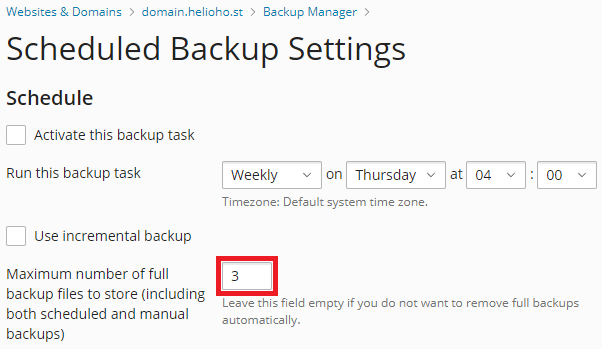 Websites & Domains > domain.helioho.st > Backup Manager >
Scheduled Backup Settings
Schedule
Activate this backup task
Run this backup task Weekly on Thursday at 04 : 00
Timezone: Default system time zone.
Use incremental backup
Maximum number of full 3
backup files to store (including Leave this field empty if you do not want to remove full backups
both scheduled and manual automatically.
backups)